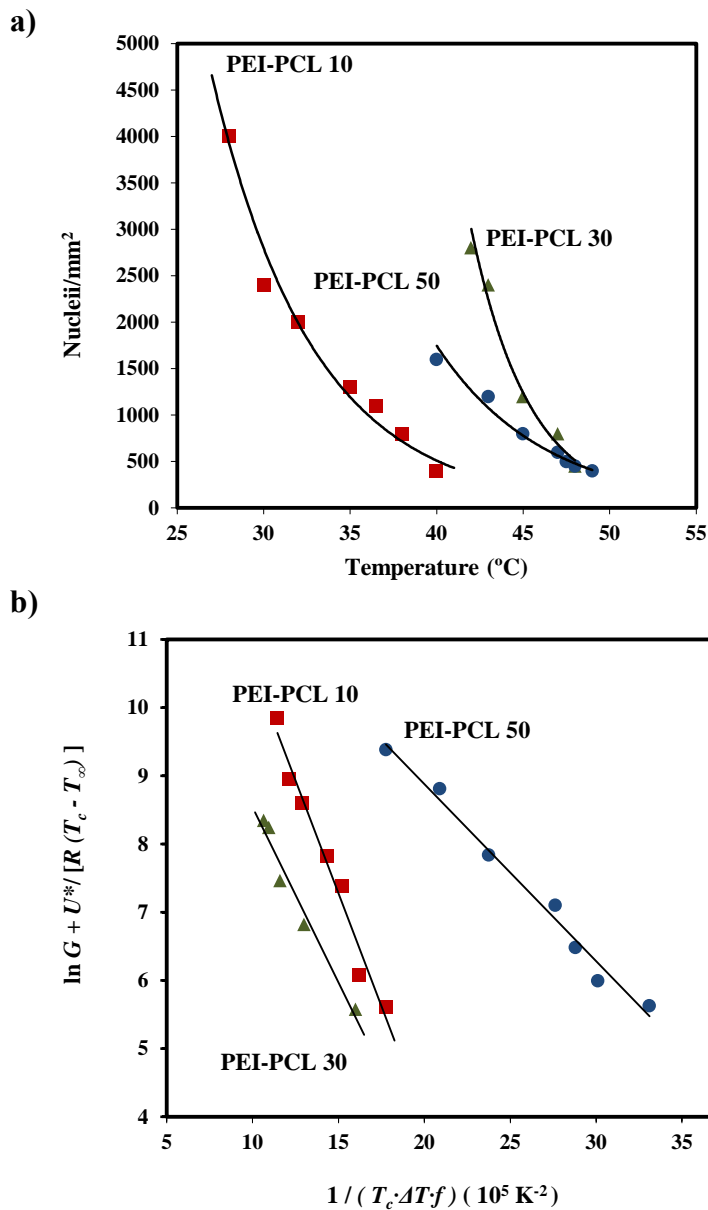 a)
5000
4500
4000
3500
3000
2500
2000
1500
1000
500
0
Nucleii/mm²
PEI-PCL 10
PEI-PCL 30
PEI-PCL 50
25 30 35 40 45 50 55
Temperature (ºC)
b)
11
10
9
8
7
6
5
4
ln G + U*/ [R (Tc - T∞) ]
PEI-PCL 10
PEI-PCL 50
PEI-PCL 30
5 10 15 20 25 30 35
1 / ( Tc·ΔT·f ) ( 10⁵ K⁻²)